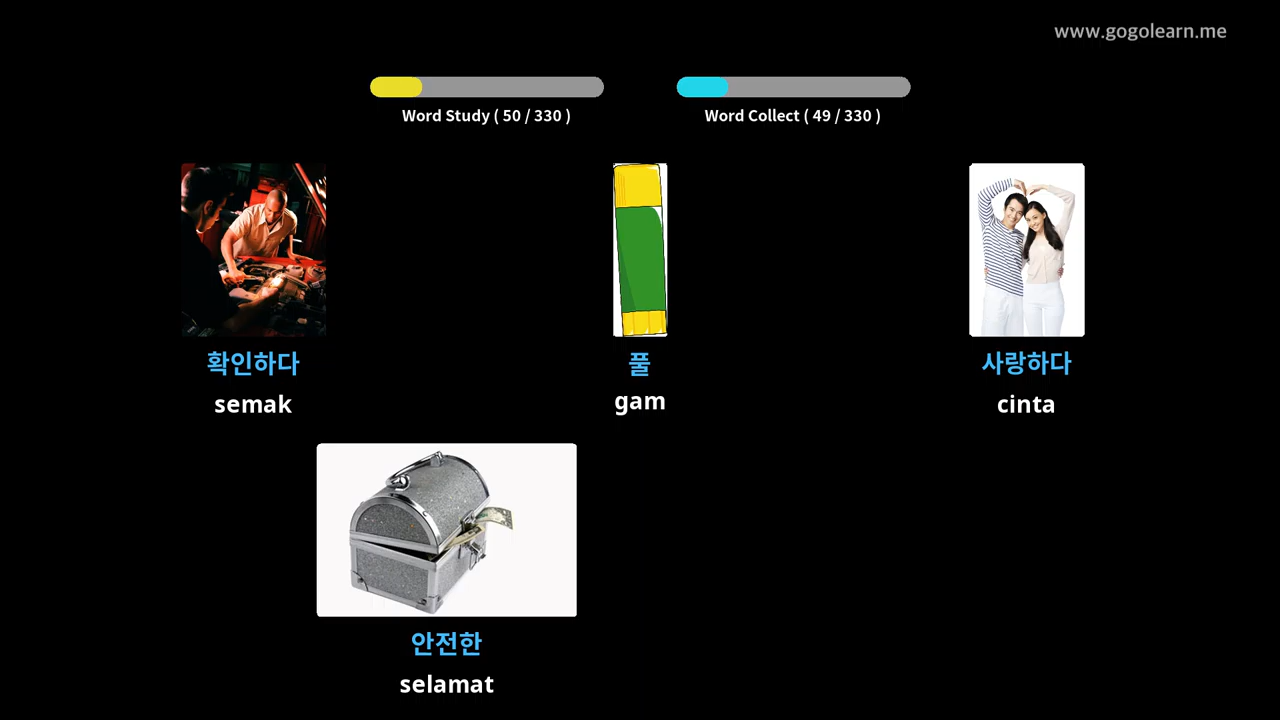 www.gogolearn.me
Word Study ( 50 / 330 )
Word Collect ( 49 / 330 )
확인하다
semak
풀
gam
사랑하다
cinta
안전한
selamat